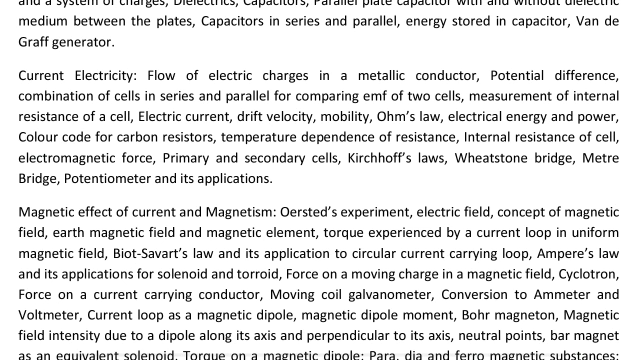 and a system of charges, Dielectrics, Capacitors, Parallel plate capacitor with and without dielectric
medium between the plates, Capacitors in series and parallel, energy stored in capacitor, Van de
Graff generator.
Current Electricity: Flow of electric charges in a metallic conductor, Potential difference,
combination of cells in series and parallel for comparing emf of two cells, measurement of internal
resistance of a cell, Electric current, drift velocity, mobility, Ohm’s law, electrical energy and power,
Colour code for carbon resistors, temperature dependence of resistance, Internal resistance of cell,
electromagnetic force, Primary and secondary cells, Kirchhoff’s laws, Wheatstone bridge, Metre
Bridge, Potentiometer and its applications.
Magnetic effect of current and Magnetism: Oersted’s experiment, electric field, concept of magnetic
field, earth magnetic field and magnetic element, torque experienced by a current loop in uniform
magnetic field, Biot-Savart’s law and its application to circular current carrying loop, Ampere’s law
and its applications for solenoid and torroid, Force on a moving charge in a magnetic field, Cyclotron,
Force on a current carrying conductor, Moving coil galvanometer, Conversion to Ammeter and
Voltmeter, Current loop as a magnetic dipole, magnetic dipole moment, Bohr magneton, Magnetic
field intensity due to a dipole along its axis and perpendicular to its axis, neutral points, bar magnet
as an equivalent solenoid, Torque on a magnetic dipole; Para, dia and ferro magnetic substances;